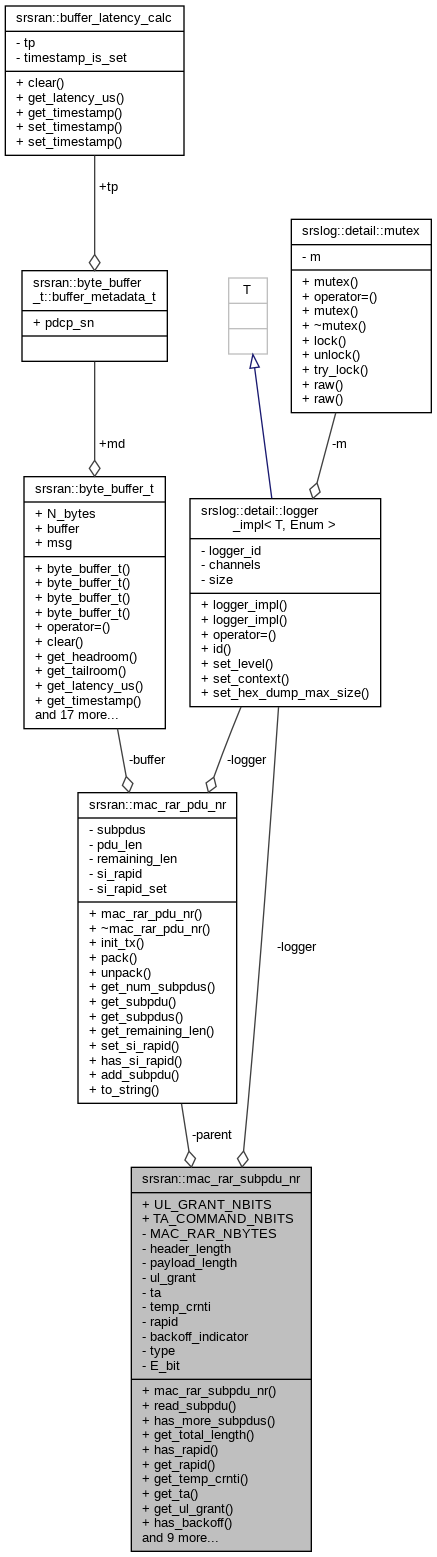 srsran::buffer_latency_calc
- tp
- timestamp_is_set
+ clear()
+ get_latency_us()
+ get_timestamp()
+ set_timestamp()
+ set_timestamp()
+tp
srsran::byte_buffer
_t::buffer_metadata_t
+ pdcp_sn
srslog::detail::mutex
- m
+ mutex()
+ operator=()
+ mutex()
+ ~mutex()
+ lock()
+ unlock()
+ try_lock()
+ raw()
+ raw()
T
+md
-m
srsran::byte_buffer_t
+ N_bytes
+ buffer
+ msg
+ byte_buffer_t()
+ byte_buffer_t()
+ byte_buffer_t()
+ byte_buffer_t()
+ operator=()
+ clear()
+ get_headroom()
+ get_tailroom()
+ get_latency_us()
+ get_timestamp()
and 17 more...
srslog::detail::logger
_impl< T, Enum >
- logger_id
- channels
- size
+ logger_impl()
+ logger_impl()
+ operator=()
+ id()
+ set_level()
+ set_context()
+ set_hex_dump_max_size()
-buffer
-logger
srsran::mac_rar_pdu_nr
- subpdus
- pdu_len
- remaining_len
- si_rapid
- si_rapid_set
+ mac_rar_pdu_nr()
+ ~mac_rar_pdu_nr()
+ init_tx()
+ pack()
+ unpack()
+ get_num_subpdus()
+ get_subpdu()
+ get_subpdus()
+ get_remaining_len()
+ set_si_rapid()
+ has_si_rapid()
+ add_subpdu()
+ to_string()
-logger
-parent
srsran::mac_rar_subpdu_nr
+ UL_GRANT_NBITS
+ TA_COMMAND_NBITS
- MAC_RAR_NBYTES
- header_length
- payload_length
- ul_grant
- ta
- temp_crnti
- rapid
- backoff_indicator
- type
- E_bit
+ mac_rar_subpdu_nr()
+ read_subpdu()
+ has_more_subpdus()
+ get_total_length()
+ has_rapid()
+ get_rapid()
+ get_temp_crnti()
+ get_ta()
+ get_ul_grant()
+ has_backoff()
and 9 more...